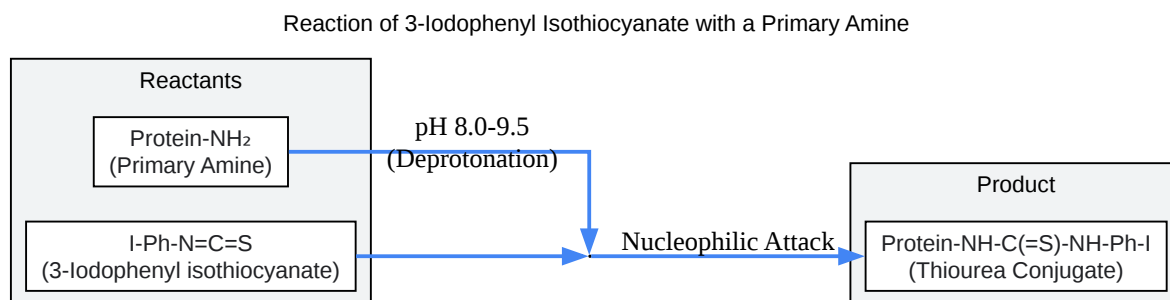 Reaction of 3-Iodophenyl Isothiocyanate with a Primary Amine
Reactants
Protein-NH₂
(Primary Amine)
pH 8.0-9.5
(Deprotonation)
I-Ph-N=C=S
(3-Iodophenyl isothiocyanate)
Nucleophilic Attack
Product
Protein-NH-C(=S)-NH-Ph-I
(Thiourea Conjugate)